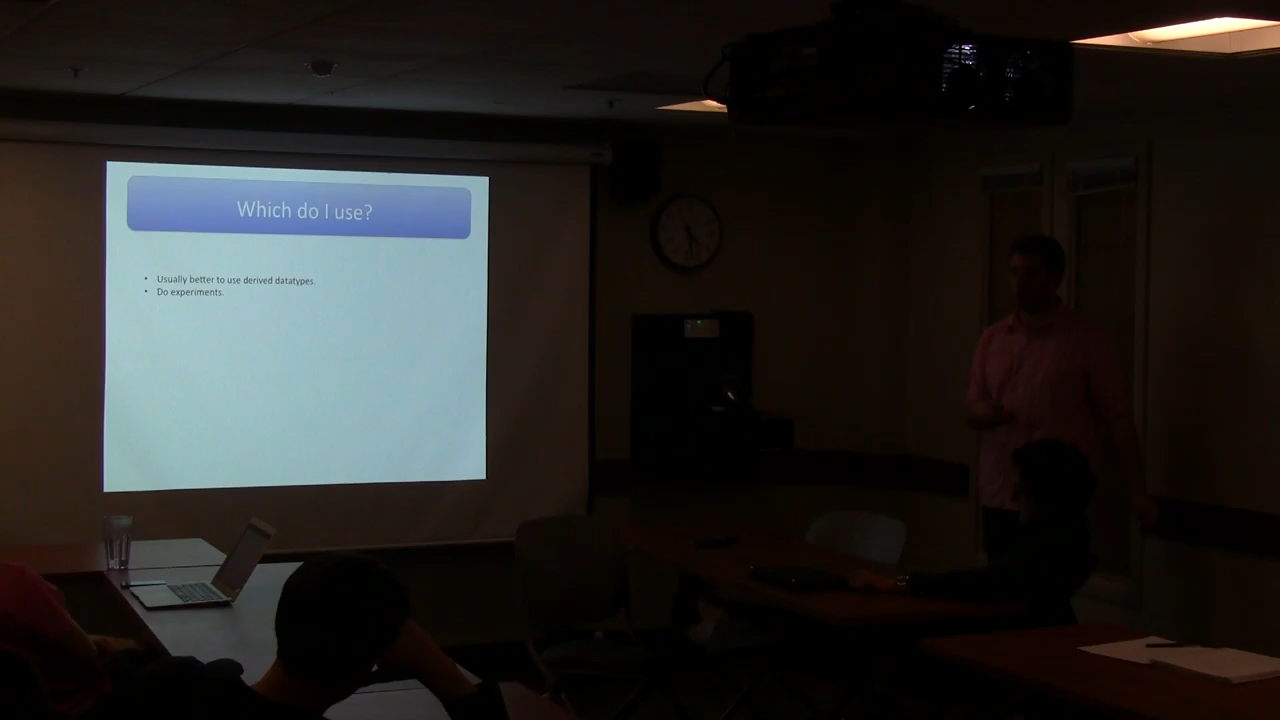 Which do I use?
• Usually better to use derived datatypes.
• Do experiments.